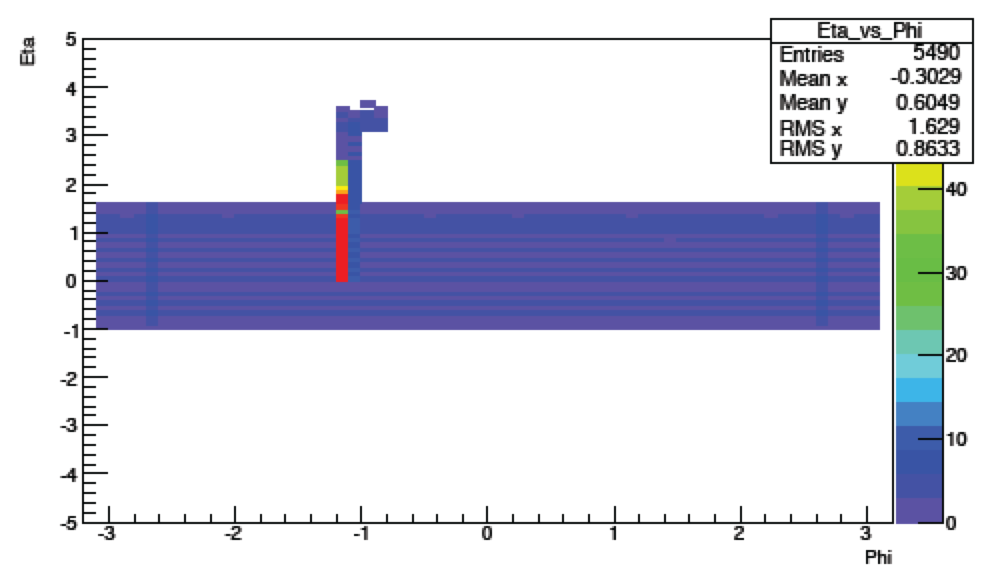 Eta_vs_Phi
Entries 5490
Mean x -0.3029
Mean y 0.6049
RMS x 1.629
RMS y 0.8633
Eta
5
4
3
2
1
0
-1
-2
-3
-4
-5
-3 -2 -1 0 1 2 3
Phi
40
30
20
10
0